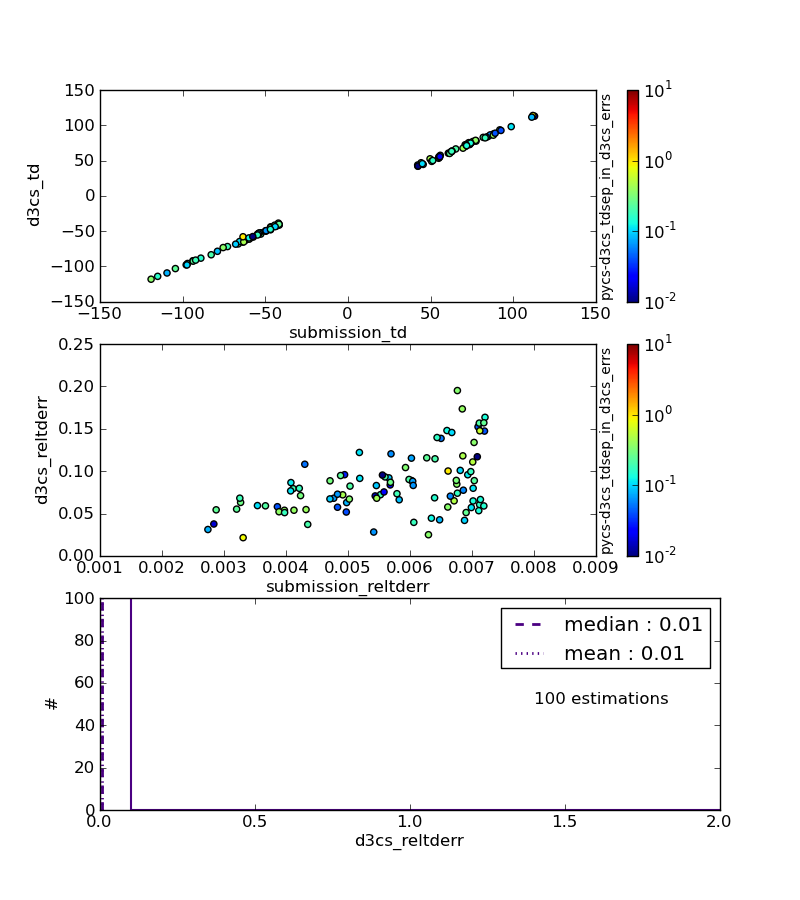 150
100
50
0
−50
−100
−150
d3cs_td
−150
−100
−50
0
50
100
150
submission_td
10^1
10^0
10^-1
10^-2
pycs-d3cs_tdsep_in_d3cs_errs
0.25
0.20
0.15
0.10
0.05
0.00
d3cs_reltderr
0.001 0.002 0.003 0.004 0.005 0.006 0.007 0.008 0.009
submission_reltderr
10^1
10^0
10^-1
10^-2
pycs-d3cs_tdsep_in_d3cs_errs
100
80
60
40
20
0
#
median : 0.01
mean : 0.01
100 estimations
0.0 0.5 1.0 1.5 2.0
d3cs_reltderr